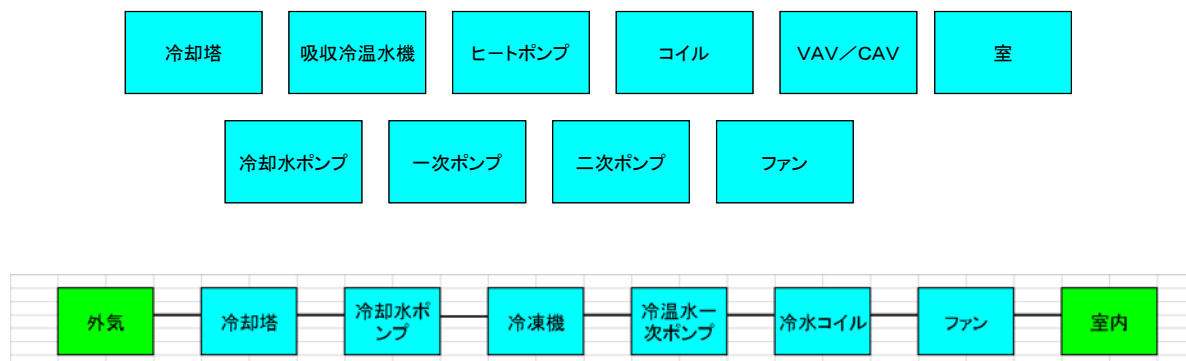 冷却塔
吸収冷温水機
ヒートポンプ
コイル
VAV／CAV
室
冷却水ポンプ
一次ポンプ
二次ポンプ
ファン
外気
冷却塔
冷却水ポ
ンプ
冷凍機
冷温水一
次ポンプ
冷水コイル
ファン
室内